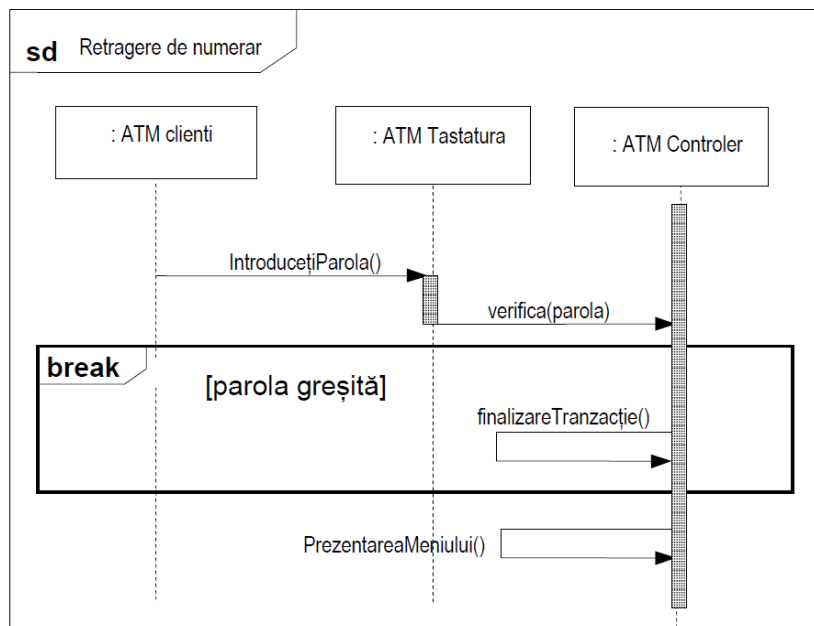 sd Retragere de numerar
: ATM clienti
: ATM Tastatura
: ATM Controler
IntroducețiParola()
verifica(parola)
break
[parola greșită]
finalizareTranzacție()
PrezentareaMeniului()